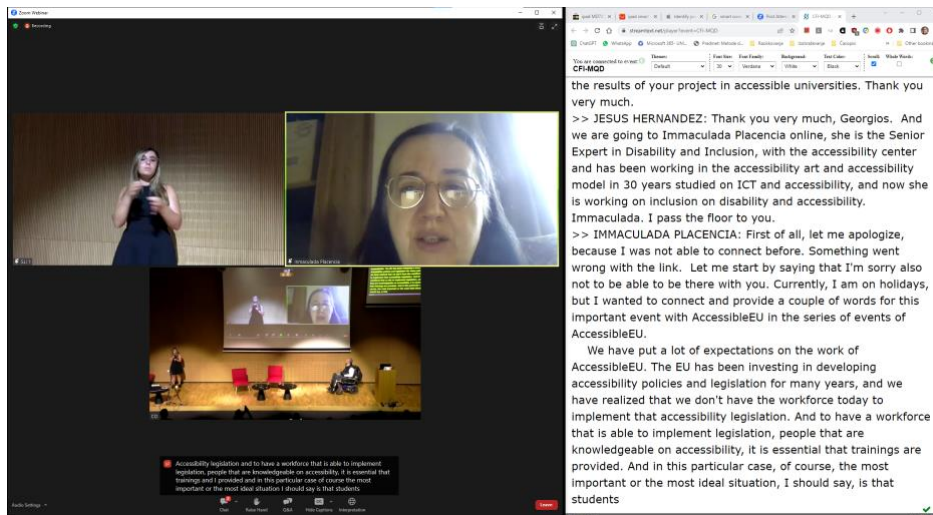 Zoom Webinar
Recording
Immaculada Placencia
Accessibility legislation and to have a workforce that is able to implement
legislation, people that are knowledgeable on accessibility, it is essential that
trainings and I provided and in this particular case of course the most
important or the most ideal situation I should say is that students
Audio Settings
Chat
Raise Hand
Q&A
Hide Captions
Interpretation
Leave
streamtext.net/player?event=CFI-MQD
ChatGPT
WhatsApp
You are connected to event
CFI-MQD
Theme:
Default
Font Size:
20
Font Family:
Verdana
Background:
White
Text Color:
Black
Scroll:
Whole Words:
the results of your project in accessible universities. Thank you
very much.
>> JESUS HERNANDEZ: Thank you very much, Georgios. And
we are going to Immaculada Placencia online, she is the Senior
Expert in Disability and Inclusion, with the accessibility center
and has been working in the accessibility art and accessibility
model in 30 years studied on ICT and accessibility, and now she
is working on inclusion on disability and accessibility.
Immaculada. I pass the floor to you.
>> IMMACULADA PLACENCIA: First of all, let me apologize,
because I was not able to connect before. Something went
wrong with the link. Let me start by saying that I'm sorry also
not to be able to be there with you. Currently, I am on holidays,
but I wanted to connect and provide a couple of words for this
important event with AccessibleEU in the series of events of
AccessibleEU.
We have put a lot of expectations on the work of
AccessibleEU. The EU has been investing in developing
accessibility policies and legislation for many years, and we
have realized that we don't have the workforce today to
implement that accessibility legislation. And to have a workforce
that is able to implement legislation, people that are
knowledgeable on accessibility, it is essential that trainings are
provided. And in this particular case, of course, the most
important or the most ideal situation, I should say, is that
students